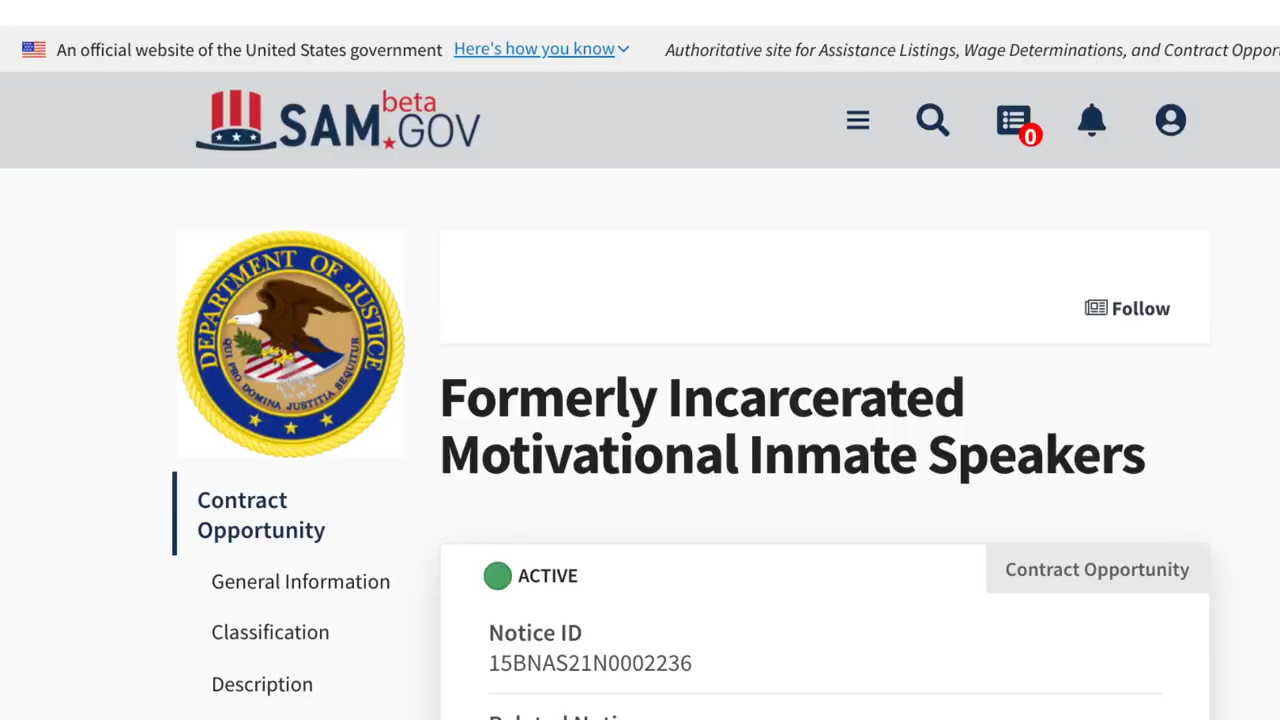 An official website of the United States government Here's how you know
Authoritative site for Assistance Listings, Wage Determinations, and Contract
beta
SAM.GOV
0
DEPARTMENT OF JUSTICE
QUI PRO DOMINA JUSTITIA SEQUITUR
Follow
Formerly Incarcerated
Motivational Inmate Speakers
Contract
Opportunity
General Information
Classification
Description
ACTIVE
Contract Opportunity
Notice ID
15BNAS21N0002236